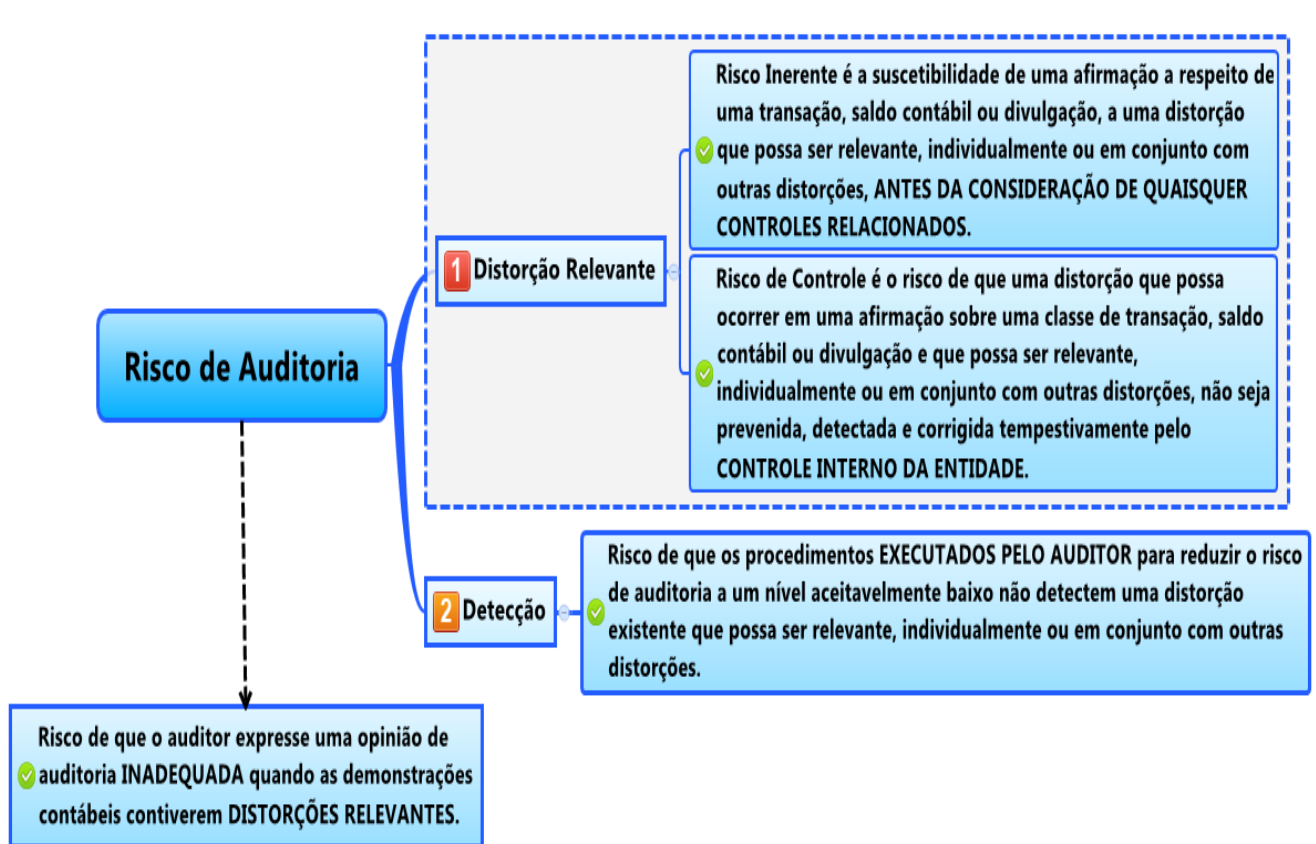 Risco de Auditoria
1 Distorção Relevante
Risco Inerente é a suscetibilidade de uma afirmação a respeito de
uma transação, saldo contábil ou divulgação, a uma distorção
que possa ser relevante, individualmente ou em conjunto com
outras distorções, ANTES DA CONSIDERAÇÃO DE QUAISQUER
CONTROLES RELACIONADOS.
Risco de Controle é o risco de que uma distorção que possa
ocorrer em uma afirmação sobre uma classe de transação, saldo
contábil ou divulgação e que possa ser relevante,
individualmente ou em conjunto com outras distorções, não seja
prevenida, detectada e corrigida tempestivamente pelo
CONTROLE INTERNO DA ENTIDADE.
2 Detecção
Risco de que os procedimentos EXECUTADOS PELO AUDITOR para reduzir o risco
de auditoria a um nível aceitavelmente baixo não detectem uma distorção
existente que possa ser relevante, individualmente ou em conjunto com outras
distorções.
Risco de que o auditor expresse uma opinião de
auditoria INADEQUADA quando as demonstrações
contábeis contiverem DISTORÇÕES RELEVANTES.